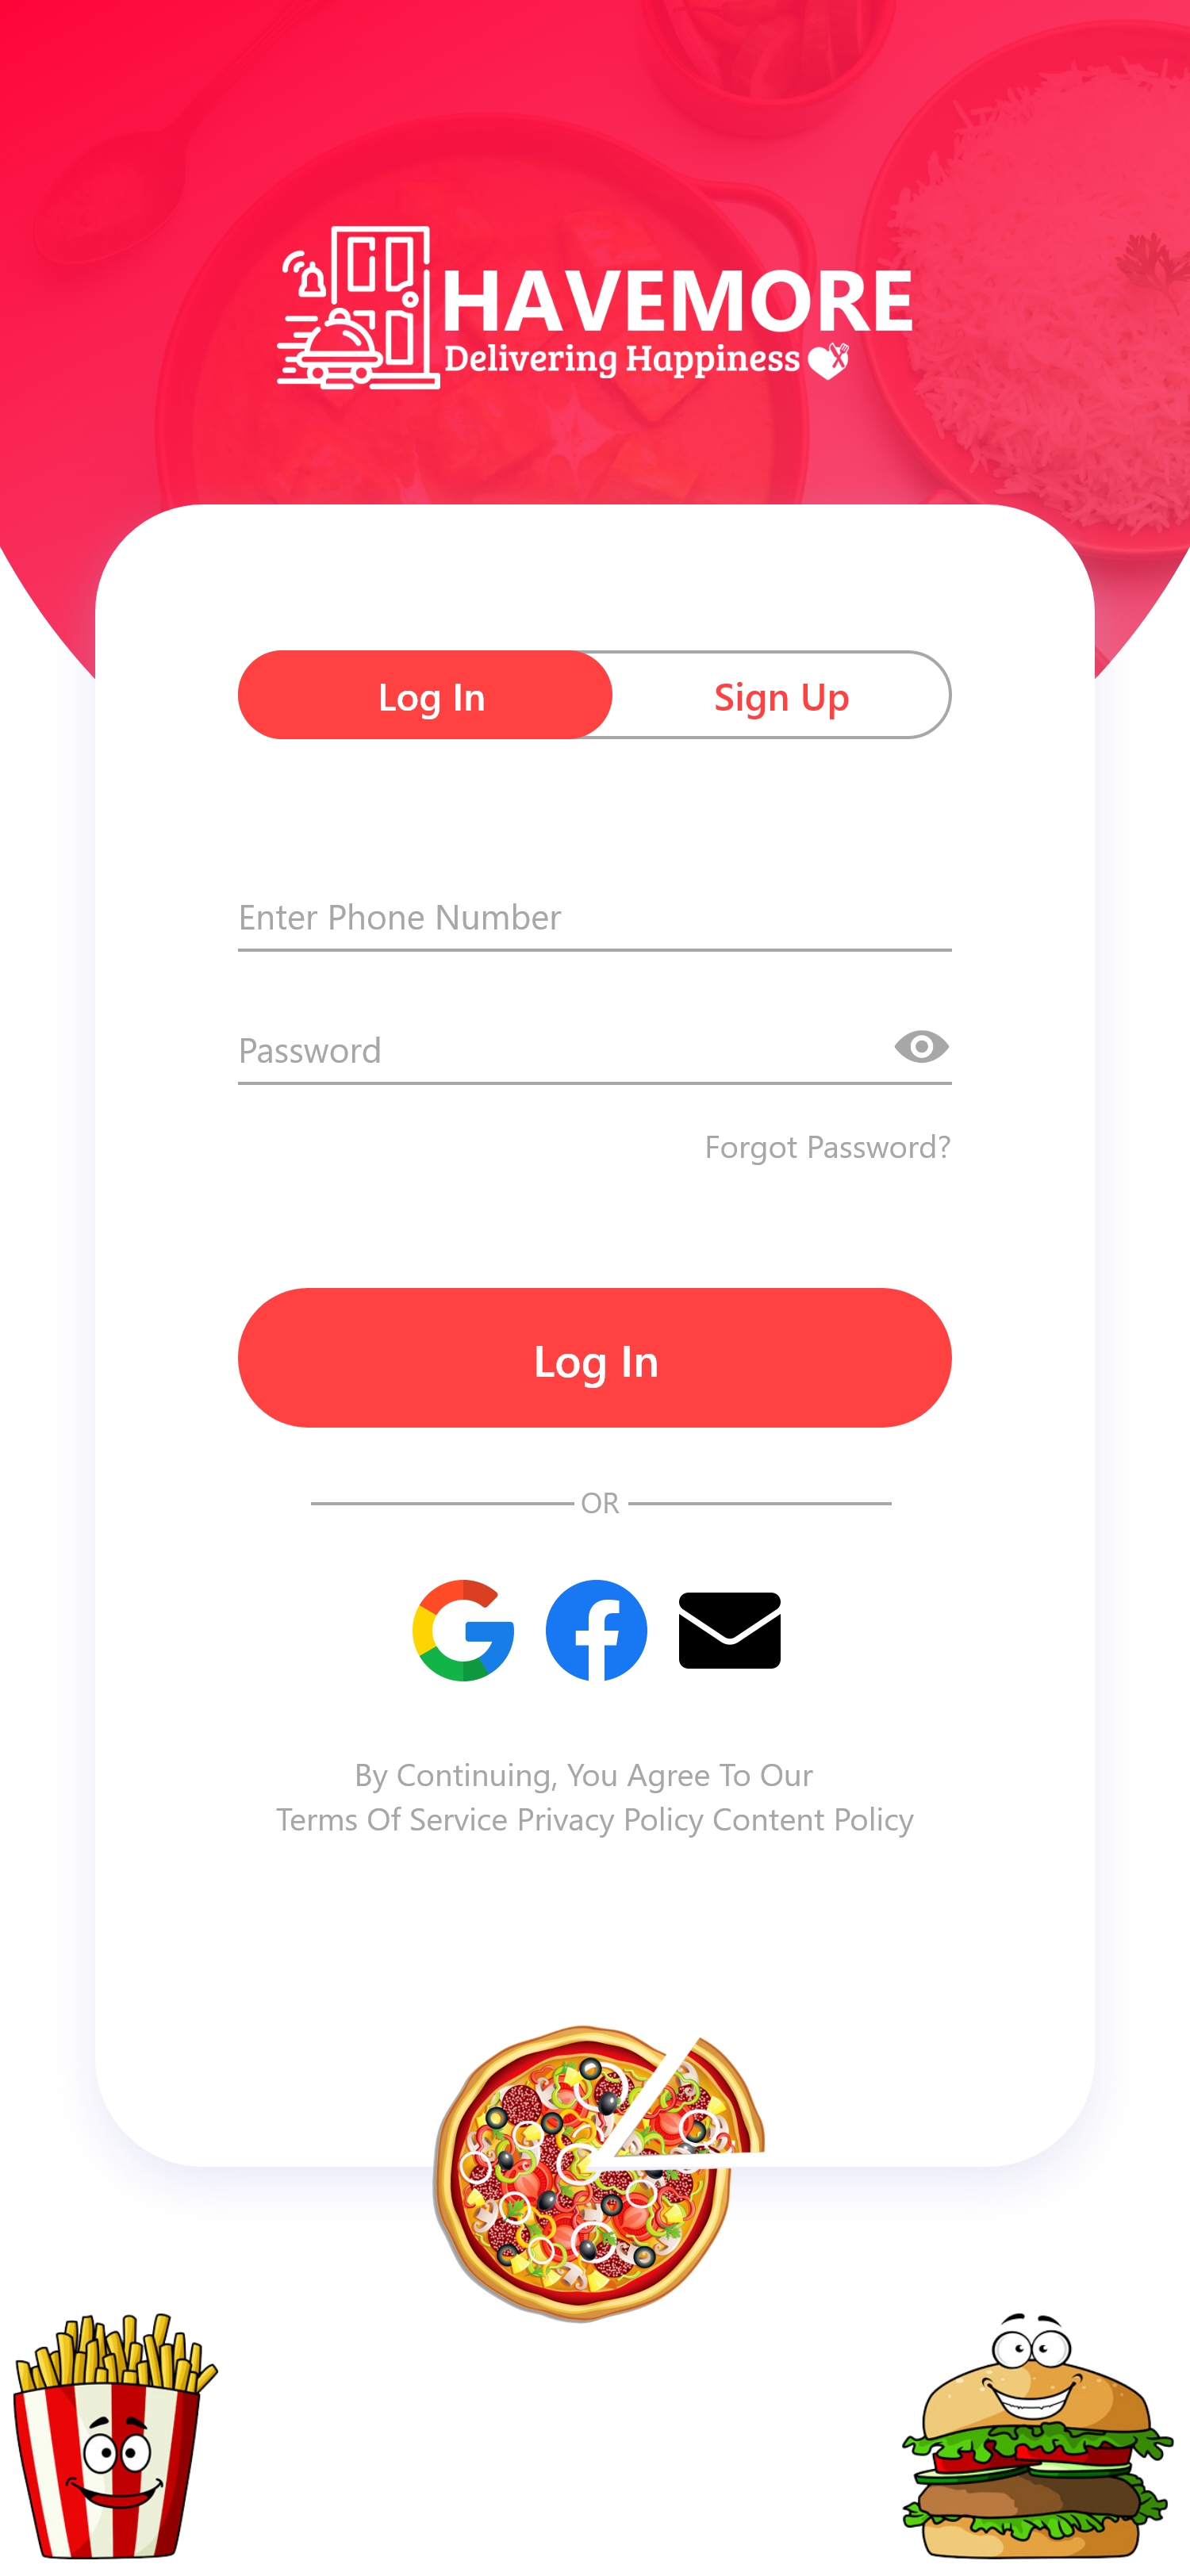 HAVEMORE
Delivering Happiness
Log In
Sign Up
Enter Phone Number
Password
Forgot Password?
Log In
OR
By Continuing, You Agree To Our
Terms Of Service Privacy Policy Content Policy